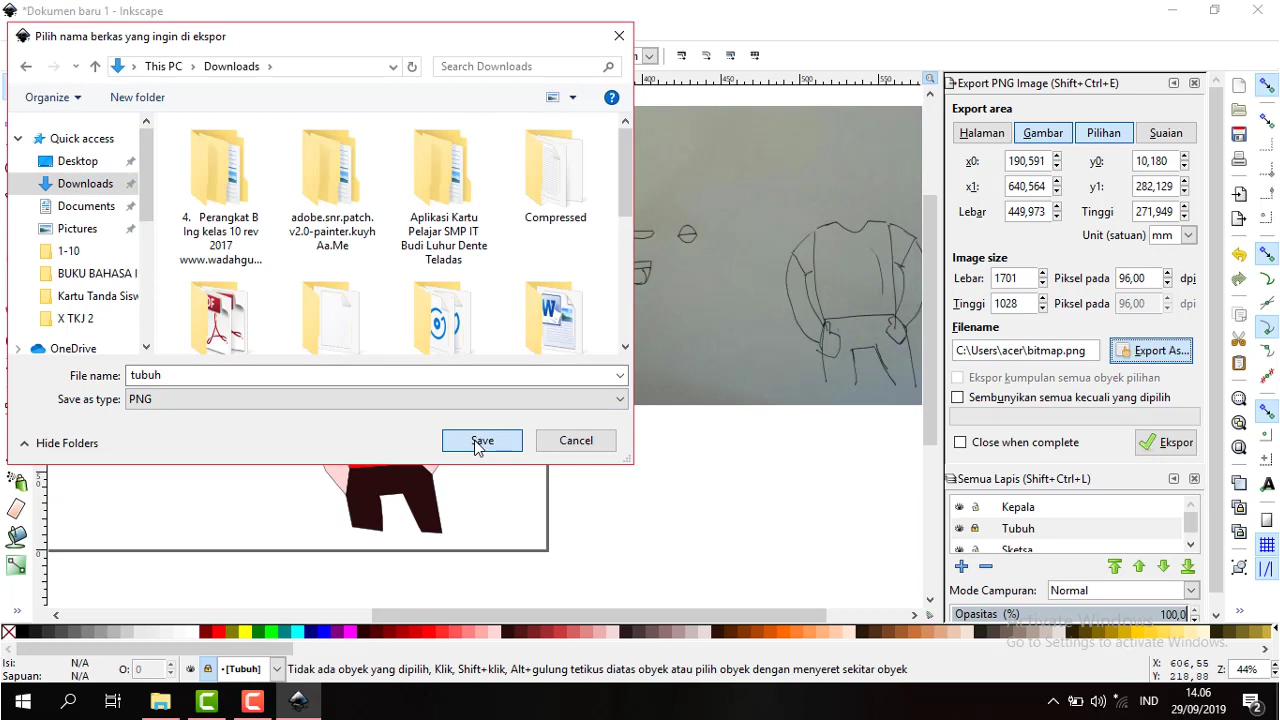 *Dokumen baru 1 - Inkscape
Pilih nama berkas yang ingin di ekspor
This PC > Downloads >
Search Downloads
Organize
New folder
Quick access
Desktop
Downloads
Documents
Pictures
1-10
BUKU BAHASA I
Kartu Tanda Sisw
X TKJ 2
OneDrive
4. Perangkat B
Ing kelas 10 rev
2017
www.wadahgu...
adobe.snr.patch.
v2.0-painter.kuyh
Aa.Me
Aplikasi Kartu
Pelajar SMP IT
Budi Luhur Dente
Teladas
Compressed
File name: tubuh
Save as type: PNG
Hide Folders
Save
Cancel
400 450 500 550
Export PNG Image (Shift+Ctrl+E)
Export area
Halaman Gambar Pilihan Suaian
x0: 190,591 y0: 10,180
x1: 640,564 y1: 282,129
Lebar 449,973 Tinggi 271,949
Unit (satuan) mm
Image size
Lebar: 1701 Piksel pada 96,00 dpi
Tinggi 1028 Piksel pada 96,00 dpi
Filename
C:\Users\acer\bitmap.png Export As...
Ekspor kumpulan semua obyek pilihan
Sembunyikan semua kecuali yang dipilih
Close when complete Ekspor
Semua Lapis (Shift+Ctrl+L)
Kepala
Tubuh
Sketsa
Mode Campuran: Normal
Opasitas (%) 100,0
Activate Windows
Go to Settings to activate Windows.
Isi: N/A
Sapuan: N/A
O: 0
[Tubuh]
Tidak ada obyek yang dipilih, Klik, Shift+klik, Alt+gulung tetikus diatas obyek atau pilih obyek dengan menyeret sekitar obyek
X: 606,55
Y: 218,88
Z: 44%
IND
14.06
29/09/2019
2